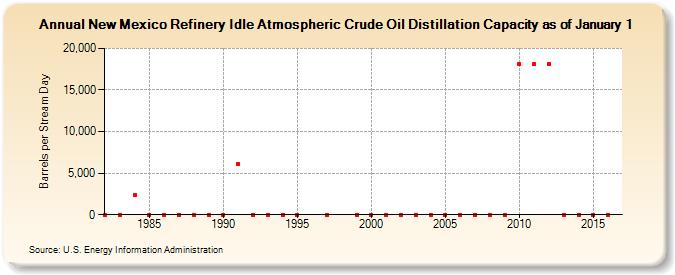 Annual New Mexico Refinery Idle Atmospheric Crude Oil Distillation Capacity as of January 1
Barrels per Stream Day
20,000
15,000
10,000
5,000
0
1985 1990 1995 2000 2005 2010 2015
Source: U.S. Energy Information Administration